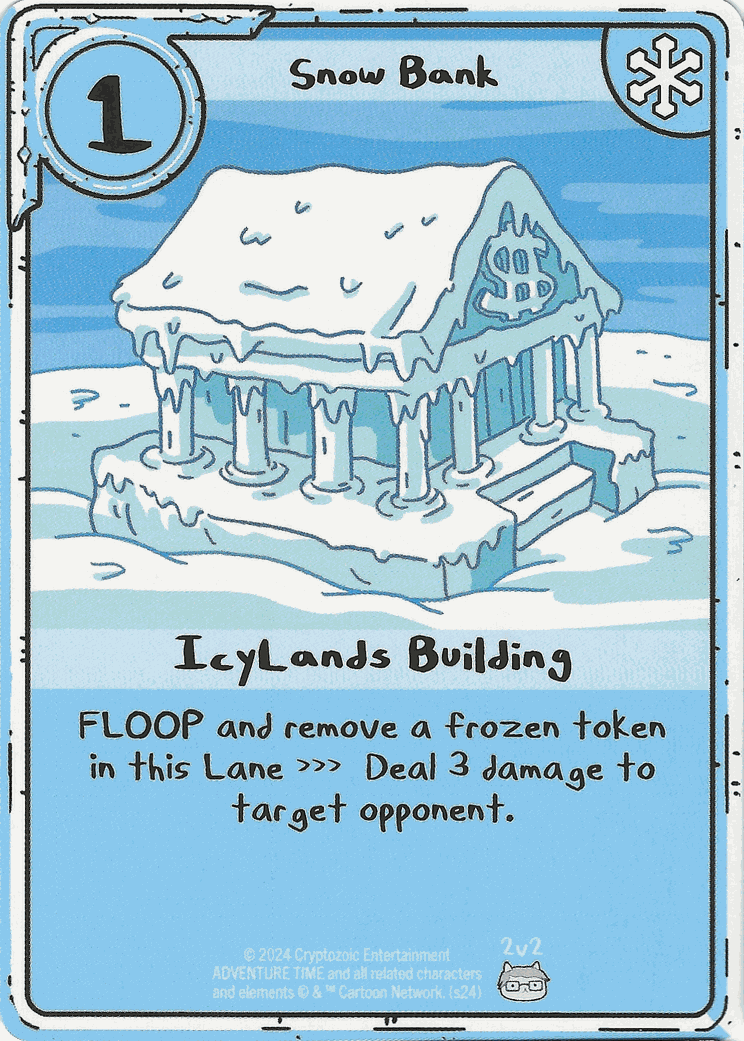 1
Snow Bank
$
IcyLands Building
FLOOP and remove a frozen token
in this Lane >>> Deal 3 damage to
target opponent.
2v2
© 2024 Cryptozoic Entertainment
ADVENTURE TIME and all related characters
and elements © & ™ Cartoon Network. (s24)